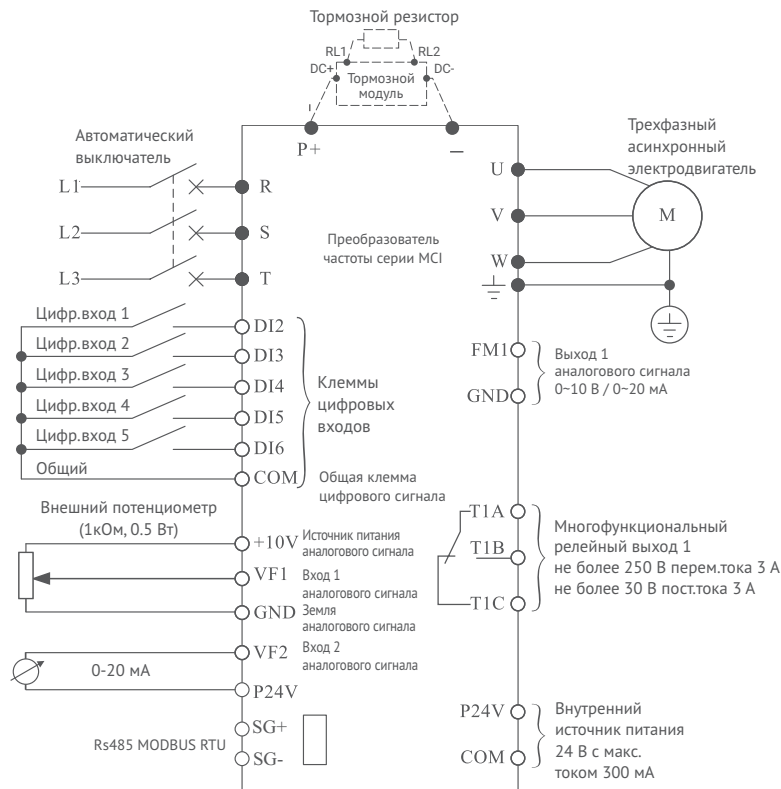 Тормозной резистор
RL1
RL2
DC+
DC-
Тормозной
модуль
P+
–
Автоматический
выключатель
L1
R
L2
S
L3
T
Преобразователь
частоты серии MCI
Трехфазный
асинхронный
электродвигатель
U
V
W
M
Цифр.вход 1
DI2
Цифр.вход 2
DI3
Цифр.вход 3
DI4
Цифр.вход 4
DI5
Цифр.вход 5
DI6
Общий
COM
Клеммы
цифровых
входов
Общая клемма
цифрового сигнала
FM1
GND
Выход 1
аналогового сигнала
0~10 В / 0~20 мА
Внешний потенциометр
(1кОм, 0.5 Вт)
+10V
Источник питания
аналогового сигнала
VF1
Вход 1
аналогового сигнала
GND
Земля
аналогового сигнала
VF2
Вход 2
аналогового сигнала
0-20 мА
P24V
Rs485 MODBUS RTU
SG+
SG-
T1A
T1B
T1C
Многофункциональный
релейный выход 1
не более 250 В перем.тока 3 А
не более 30 В пост.тока 3 А
P24V
COM
Внутренний
источник питания
24 В с макс.
током 300 мА